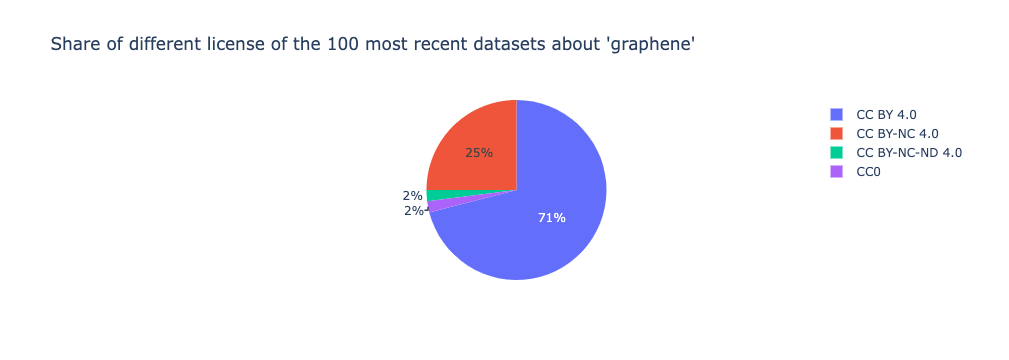 Share of different license of the 100 most recent datasets about 'graphene'
CC BY 4.0
CC BY-NC 4.0
CC BY-NC-ND 4.0
CC0
25%
2%
2%
71%